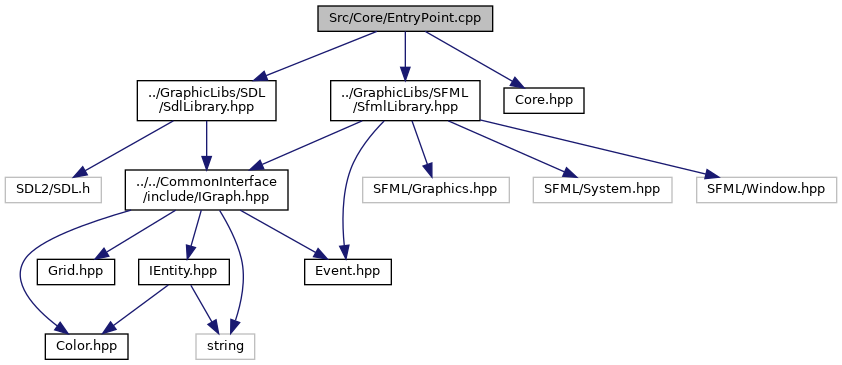 Src/Core/EntryPoint.cpp
../GraphicLibs/SDL
/SdlLibrary.hpp
../GraphicLibs/SFML
/SfmlLibrary.hpp
Core.hpp
SDL2/SDL.h
../../CommonInterface
/include/IGraph.hpp
SFML/Graphics.hpp
SFML/System.hpp
SFML/Window.hpp
Grid.hpp
IEntity.hpp
Event.hpp
Color.hpp
string